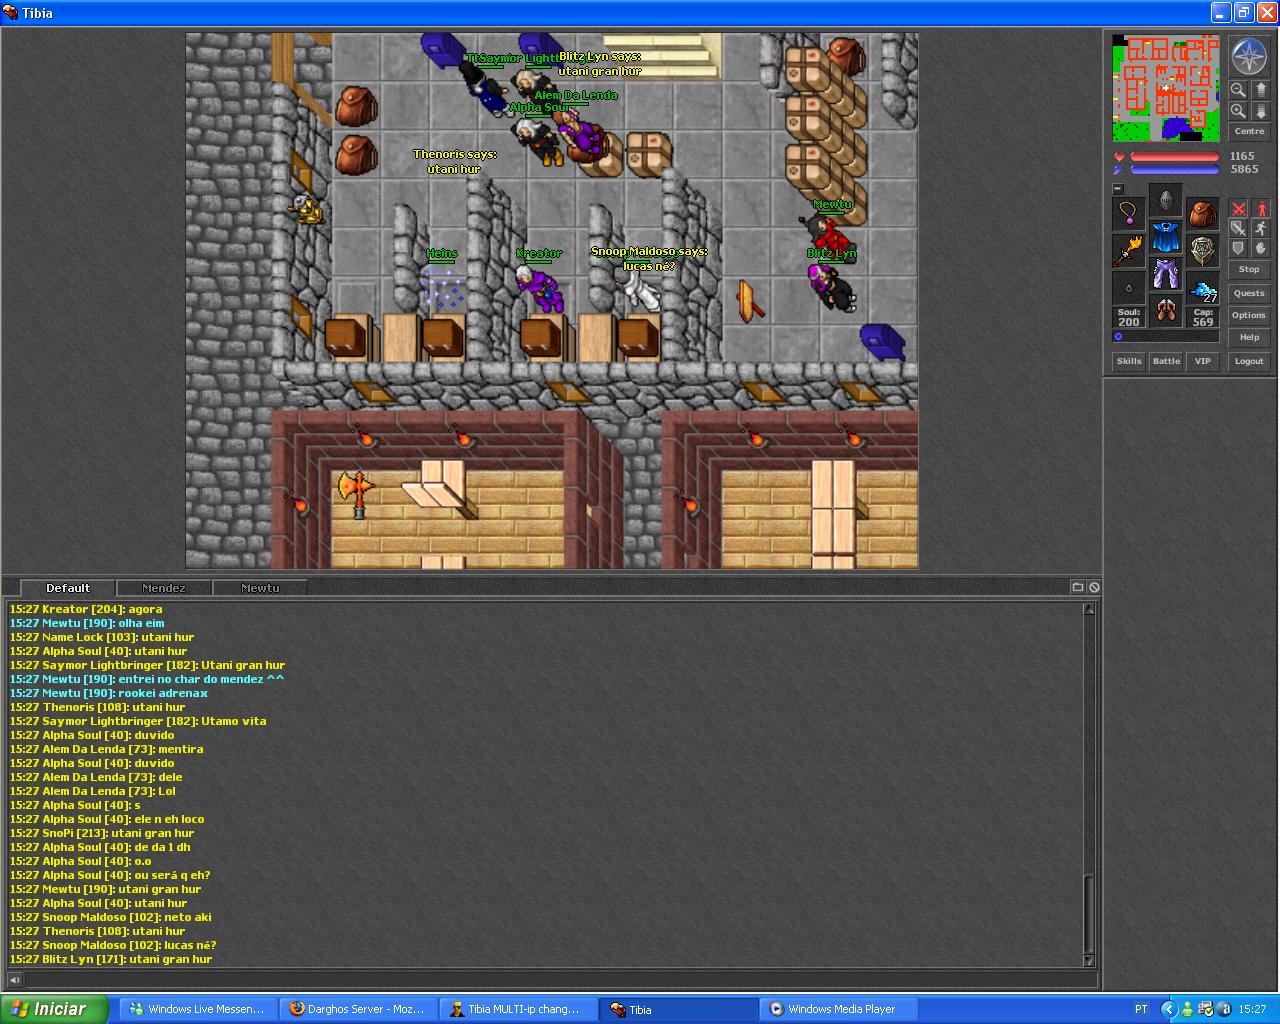 Tibia
Blitz Lyn says:
utani gran hur
Alem Da Lenda
Alpha Soul
Thenoris says:
utani hur
Mewtu
Heins
Kreator
Snoop Maldoso says:
lucas né?
Blitz Lyn
Centre
1165
5865
27
Stop
Quests
Options
Help
Soul:
200
Cap:
569
Skills
Battle
VIP
Logout
Default
Mendez
Mewtu
15:27 Kreator [204]: agora
15:27 Mewtu [190]: olha eim
15:27 Name Lock [103]: utani hur
15:27 Alpha Soul [40]: utani hur
15:27 Saymor Lightbringer [182]: Utani gran hur
15:27 Mewtu [190]: entrei no char do mendez ^^
15:27 Mewtu [190]: rookei adrenax
15:27 Thenoris [108]: utani hur
15:27 Saymor Lightbringer [182]: Utamo vita
15:27 Alpha Soul [40]: duvido
15:27 Alem Da Lenda [73]: mentira
15:27 Alpha Soul [40]: duvido
15:27 Alem Da Lenda [73]: dele
15:27 Alem Da Lenda [73]: Lol
15:27 Alpha Soul [40]: s
15:27 Alpha Soul [40]: ele n eh loco
15:27 SnoPi [213]: utani gran hur
15:27 Alpha Soul [40]: de da 1 dh
15:27 Alpha Soul [40]: o.o
15:27 Alpha Soul [40]: ou será q eh?
15:27 Mewtu [190]: utani gran hur
15:27 Alpha Soul [40]: utani hur
15:27 Snoop Maldoso [102]: neto aki
15:27 Thenoris [108]: utani hur
15:27 Snoop Maldoso [102]: lucas né?
15:27 Blitz Lyn [171]: utani gran hur
Iniciar
Windows Live Messen...
Darghos Server - Moz...
Tibia MULTI-ip chang...
Tibia
Windows Media Player
PT
15:27